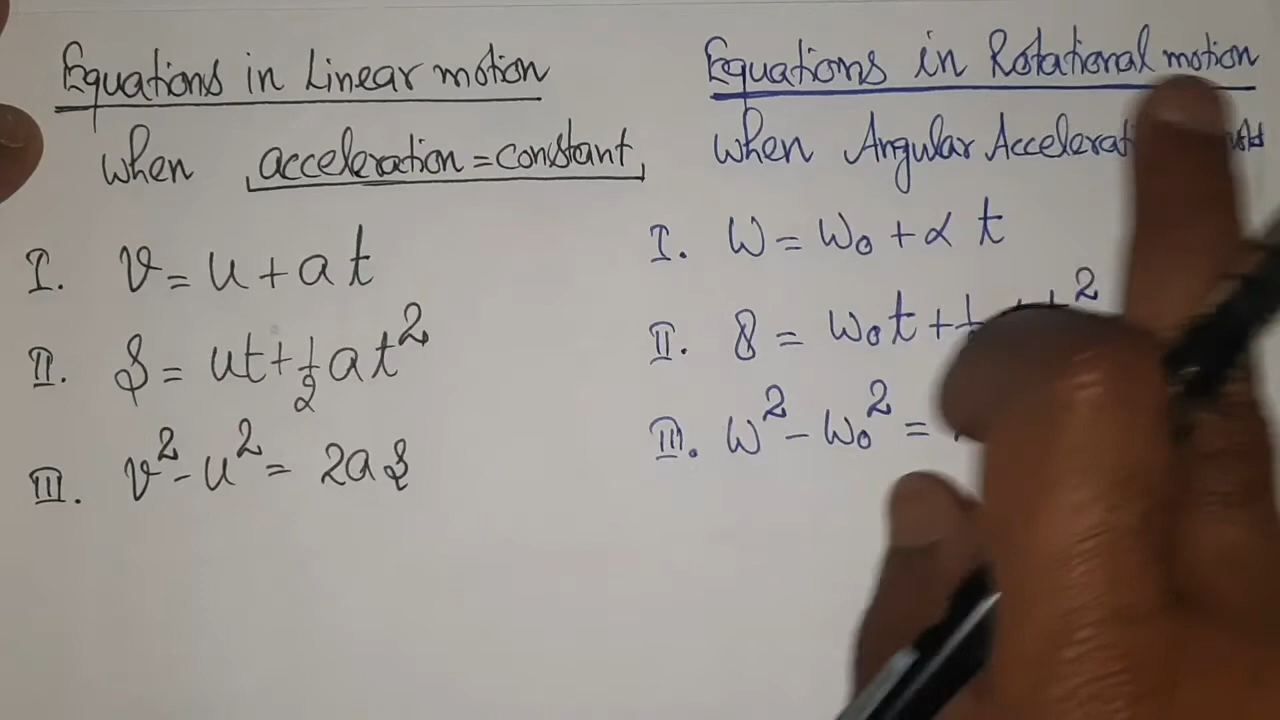 Equations in Linear motion
when acceleration = constant,
I. v = u + at
II. S = ut + 1/2 at²
III. v² - u² = 2aS
Equations in Rotational motion
when Angular
I. ω = ω₀ + α t
II. = ω₀t +
III. ω² - ω₀² =